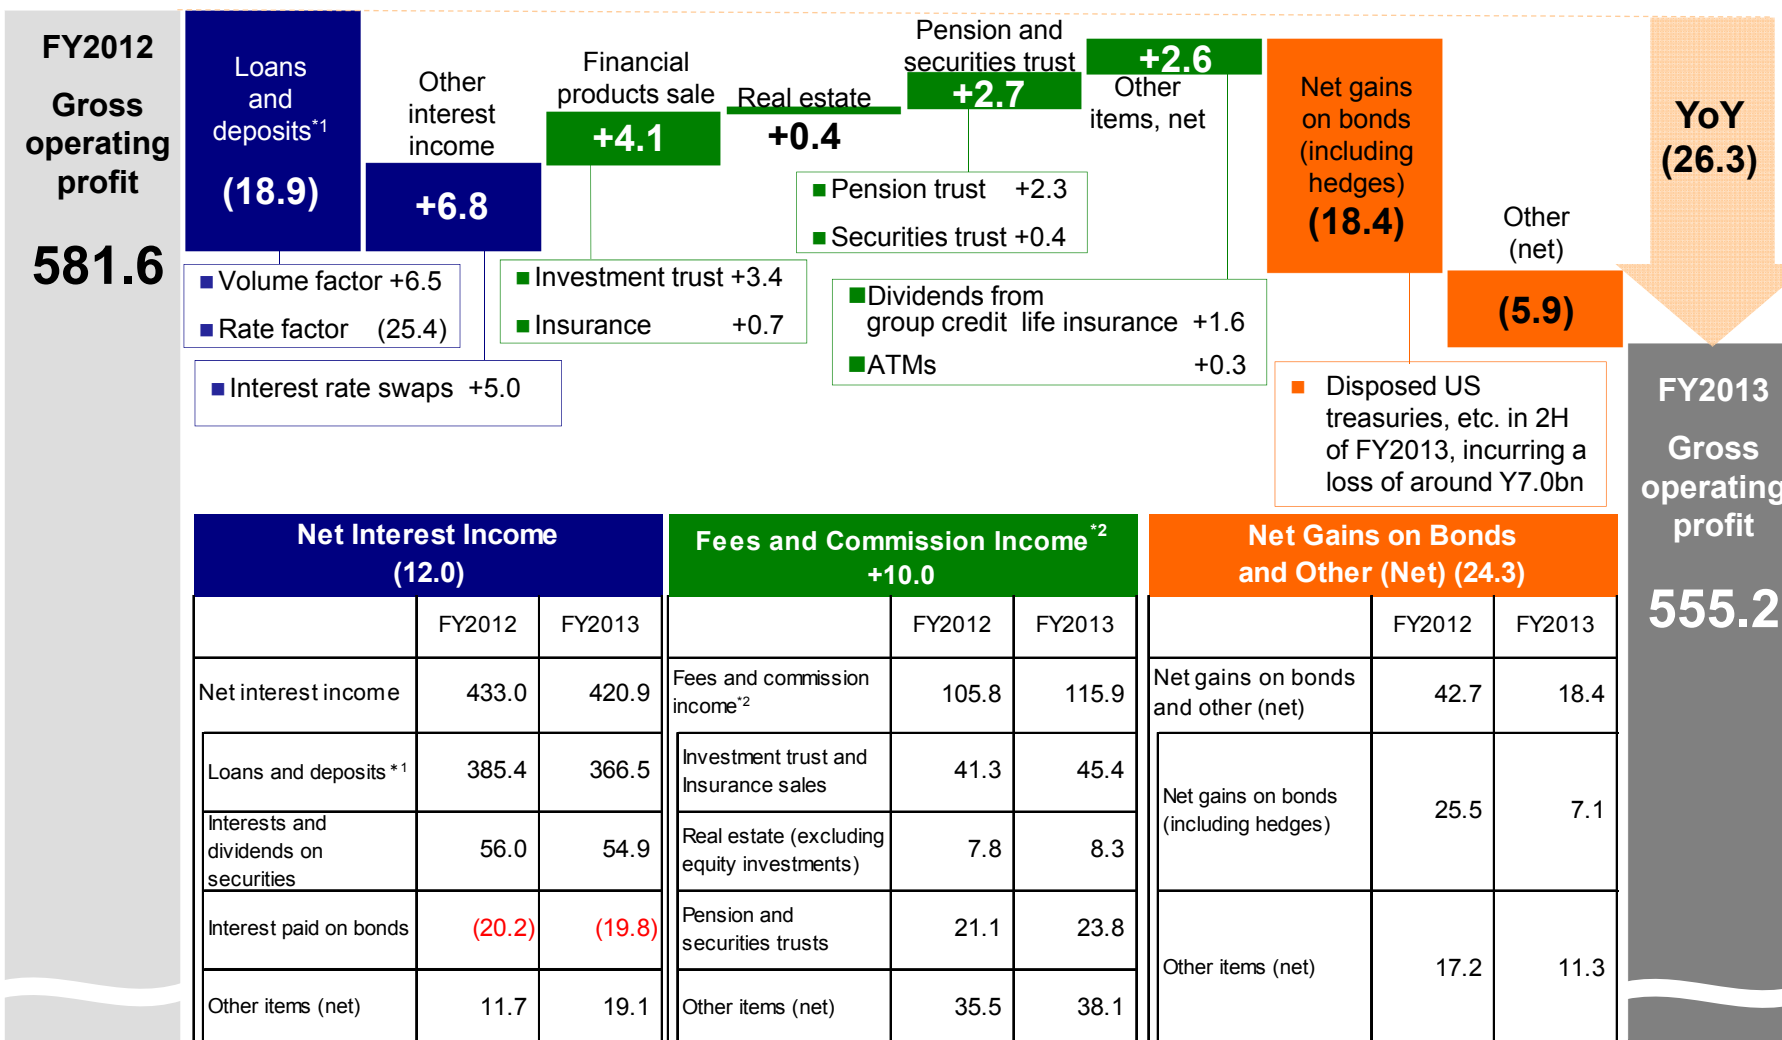 FY2012
Gross
operating
profit
581.6
Loans
and
deposits*1
(18.9)
Other
interest
income
+6.8
Financial
products sale
+4.1
Real estate
+0.4
Pension and
securities trust
+2.7
+2.6
Other
items, net
Net gains
on bonds
(including
hedges)
(18.4)
Other
(net)
(5.9)
YoY
(26.3)
■ Volume factor +6.5
■ Rate factor (25.4)
■ Interest rate swaps +5.0
■ Investment trust +3.4
■ Insurance +0.7
■ Pension trust +2.3
■ Securities trust +0.4
■ Dividends from
group credit life insurance +1.6
■ ATMs +0.3
■ Disposed US
treasuries, etc. in 2H
of FY2013, incurring a
loss of around Y7.0bn
FY2013
Gross
operating
profit
555.2
Net Interest Income
(12.0)
FY2012 FY2013
Net interest income 433.0 420.9
Loans and deposits *1 385.4 366.5
Interests and
dividends on
securities 56.0 54.9
Interest paid on bonds (20.2) (19.8)
Other items (net) 11.7 19.1
Fees and Commission Income*2
+10.0
FY2012 FY2013
Fees and commission
income*2 105.8 115.9
Investment trust and
Insurance sales 41.3 45.4
Real estate (excluding
equity investments) 7.8 8.3
Pension and
securities trusts 21.1 23.8
Other items (net) 35.5 38.1
Net Gains on Bonds
and Other (Net) (24.3)
FY2012 FY2013
Net gains on bonds
and other (net) 42.7 18.4
Net gains on bonds
(including hedges) 25.5 7.1
Other items (net) 17.2 11.3